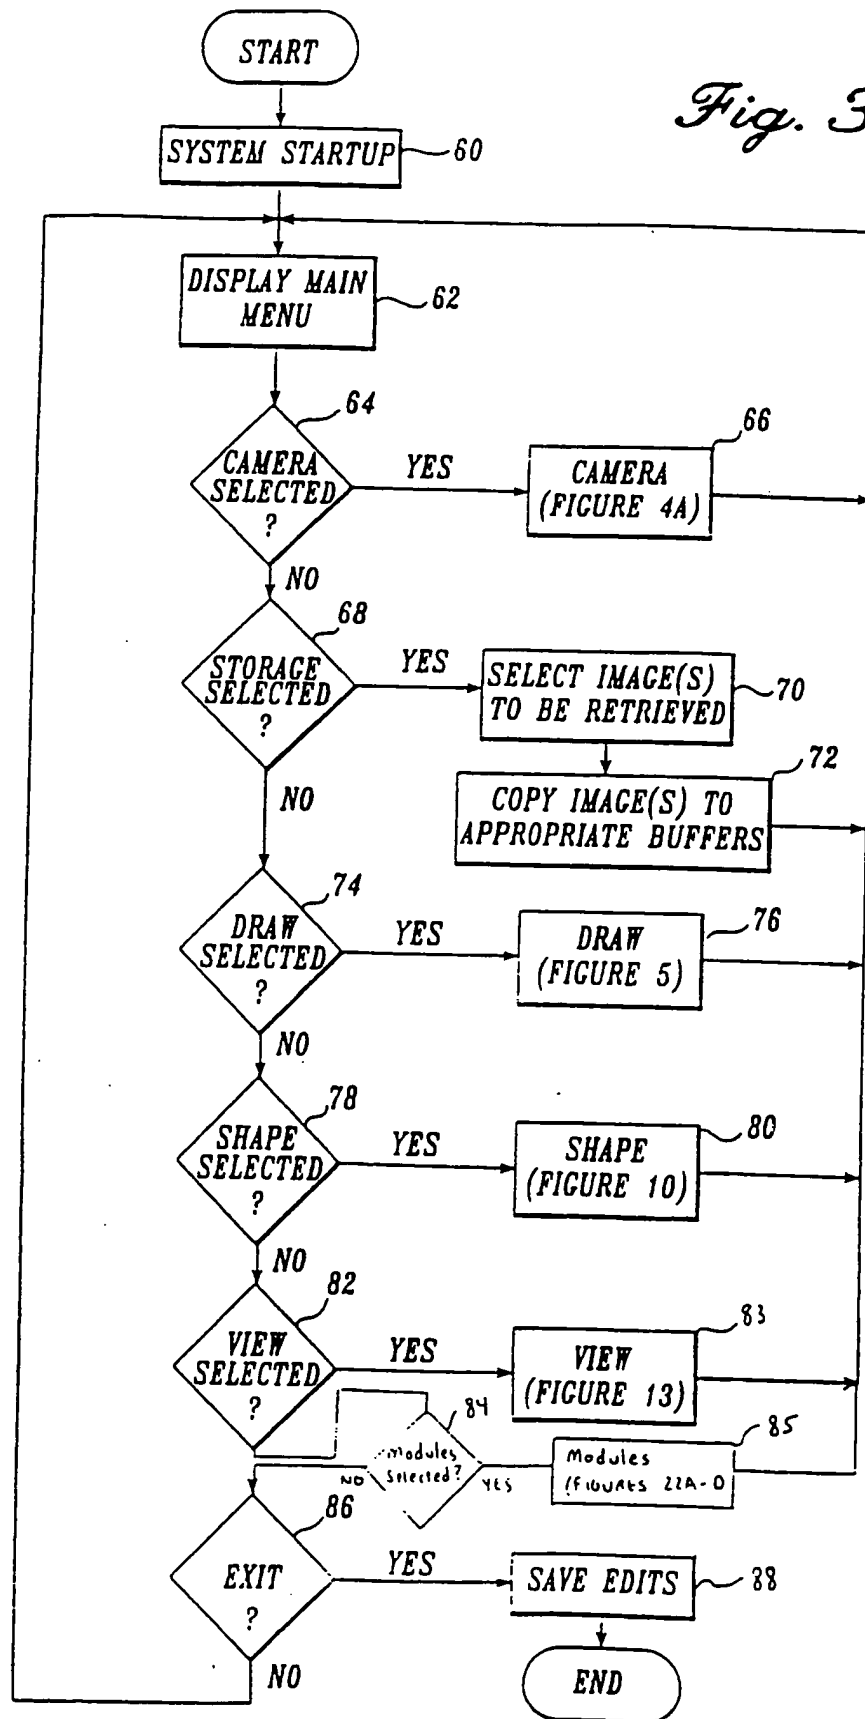 START
Fig. 3
SYSTEM STARTUP
60
DISPLAY MAIN
MENU
62
64
CAMERA
SELECTED
?
YES
66
CAMERA
(FIGURE 4A)
NO
68
STORAGE
SELECTED
?
YES
SELECT IMAGE(S)
TO BE RETRIEVED
70
72
COPY IMAGE(S) TO
APPROPRIATE BUFFERS
NO
74
DRAW
SELECTED
?
YES
76
DRAW
(FIGURE 5)
NO
78
SHAPE
SELECTED
?
YES
80
SHAPE
(FIGURE 10)
NO
82
VIEW
SELECTED
?
YES
83
VIEW
(FIGURE 13)
84
Modules
Selected?
NO
YES
85
Modules
(FIGURES 22A-D
86
EXIT
?
YES
SAVE EDITS
88
NO
END